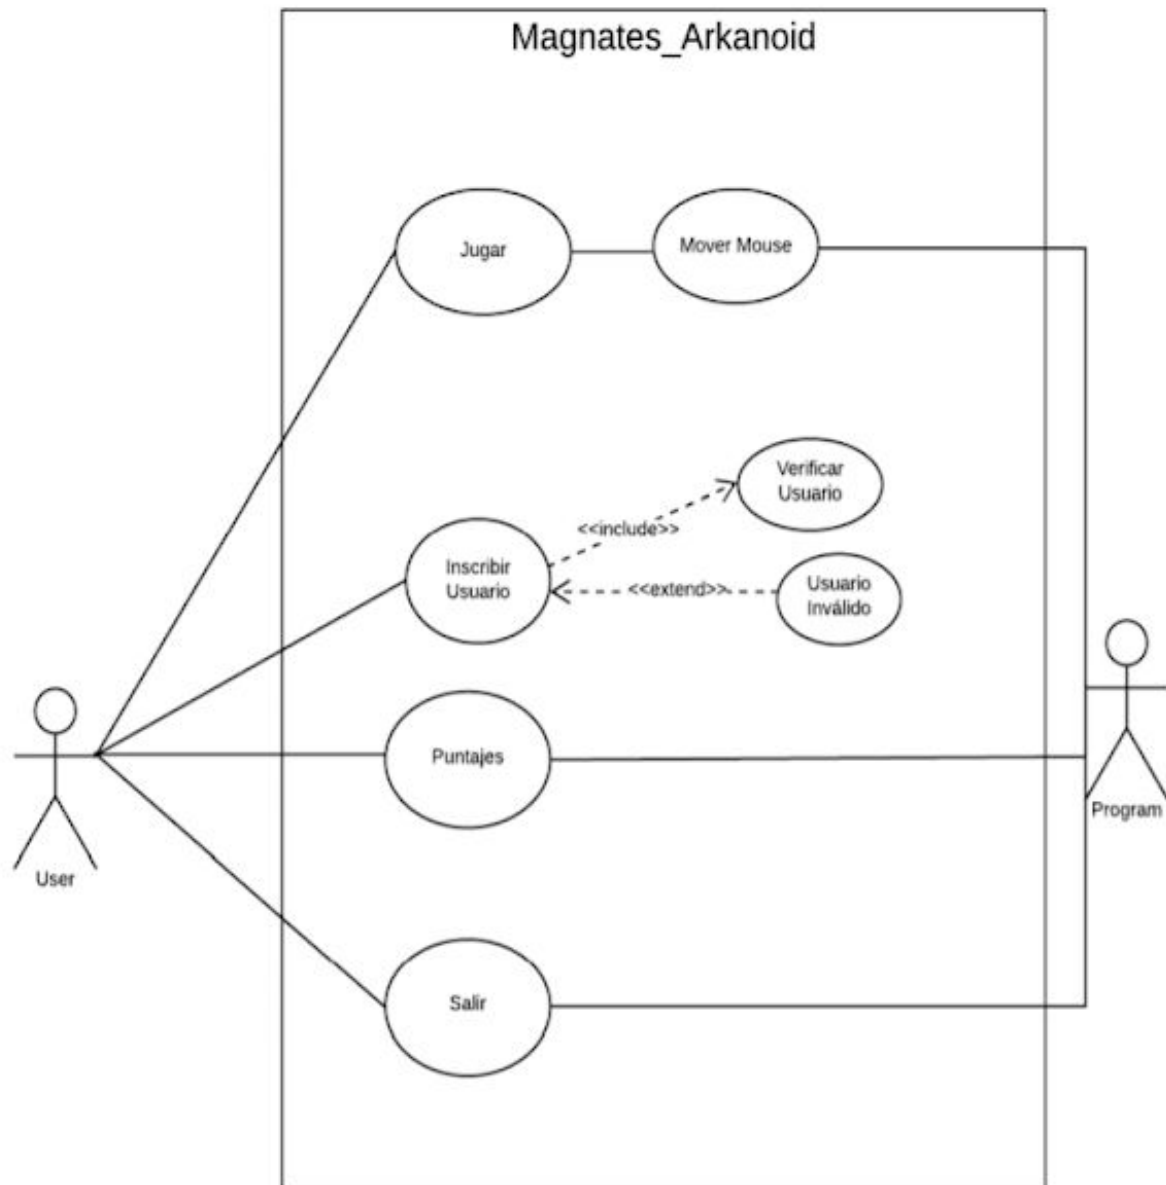 Magnates_Arkanoid
Jugar
Mover Mouse
Verificar
Usuario
<<include>>
Inscribir
Usuario
<<extend>>
Usuario
Inválido
Puntajes
Program
User
Salir